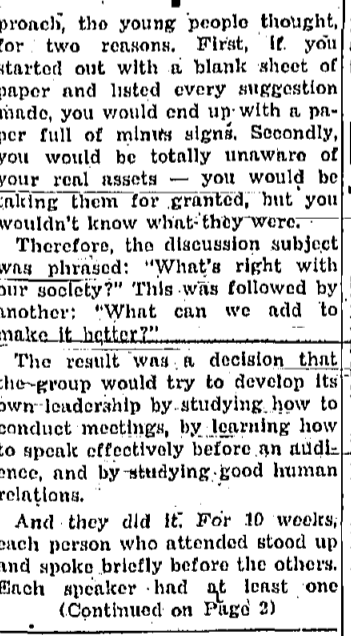 proach, the young people thought,
for two reasons. First, if you
started out with a blank sheet of
paper and listed every suggestion
made, you would end up with a pa-
per full of minus signs. Secondly,
you would be totally unaware of
your real assets — you would be
taking them for granted, but you
wouldn't know what they were.
Therefore, the discussion subject
was phrased: "What's right with
our society?" This was followed by
another: "What can we add to
make it better?"
The result was a decision that
the group would try to develop its
own leadership by studying how to
conduct meetings, by learning how
to speak effectively before an audi-
ence, and by studying good human
relations.
And they did it. For 10 weeks,
each person who attended stood up
and spoke briefly before the others.
Each speaker had at least one
(Continued on Page 2)